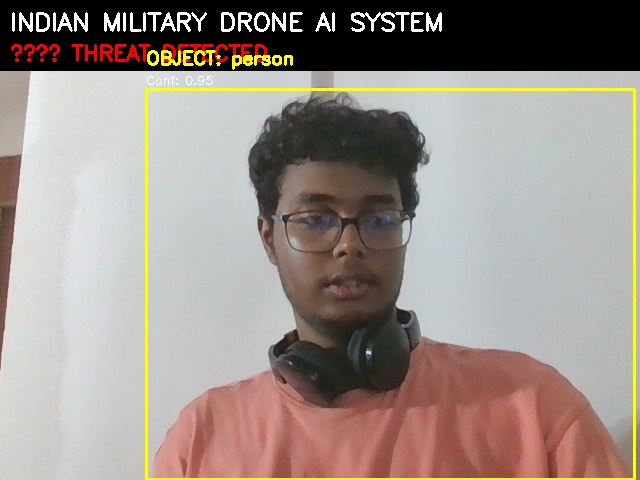 INDIAN MILITARY DRONE AI SYSTEM
???? THREAT DETECTED
OBJECT: person
Conf: 0.95